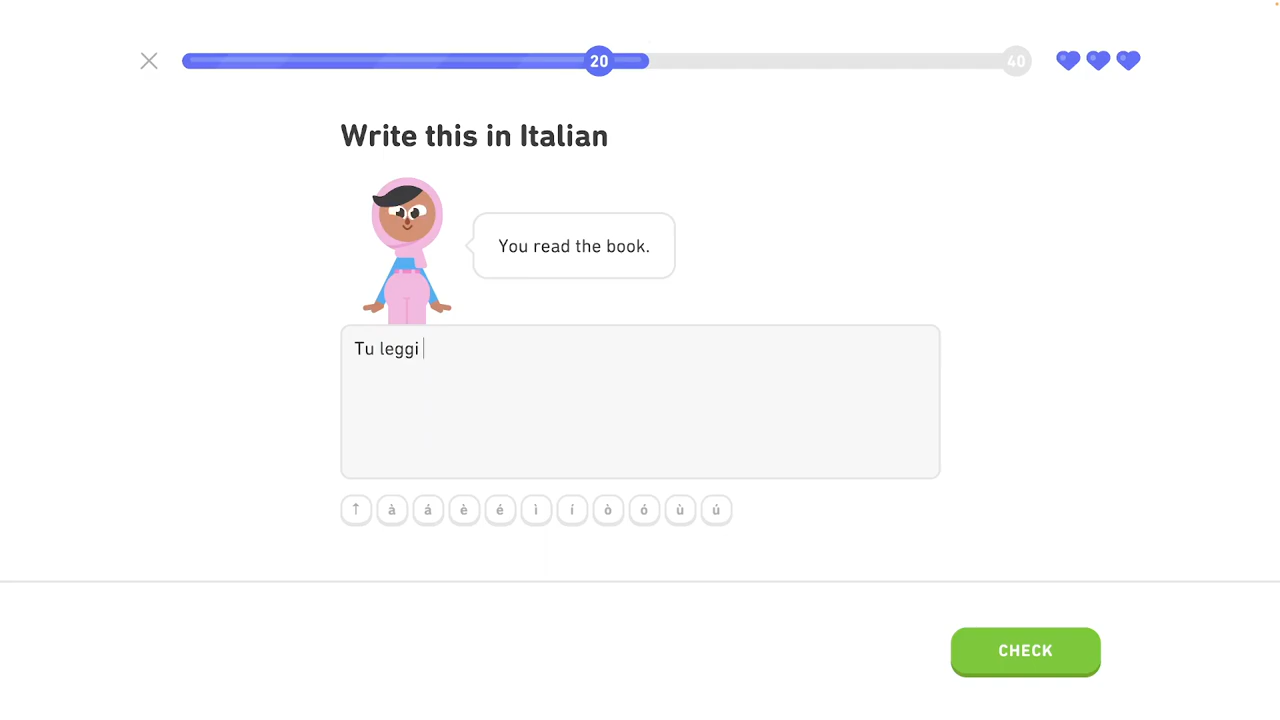 20
40
Write this in Italian
You read the book.
Tu leggi
↑ à á è é ì í ò ó ù ú
CHECK